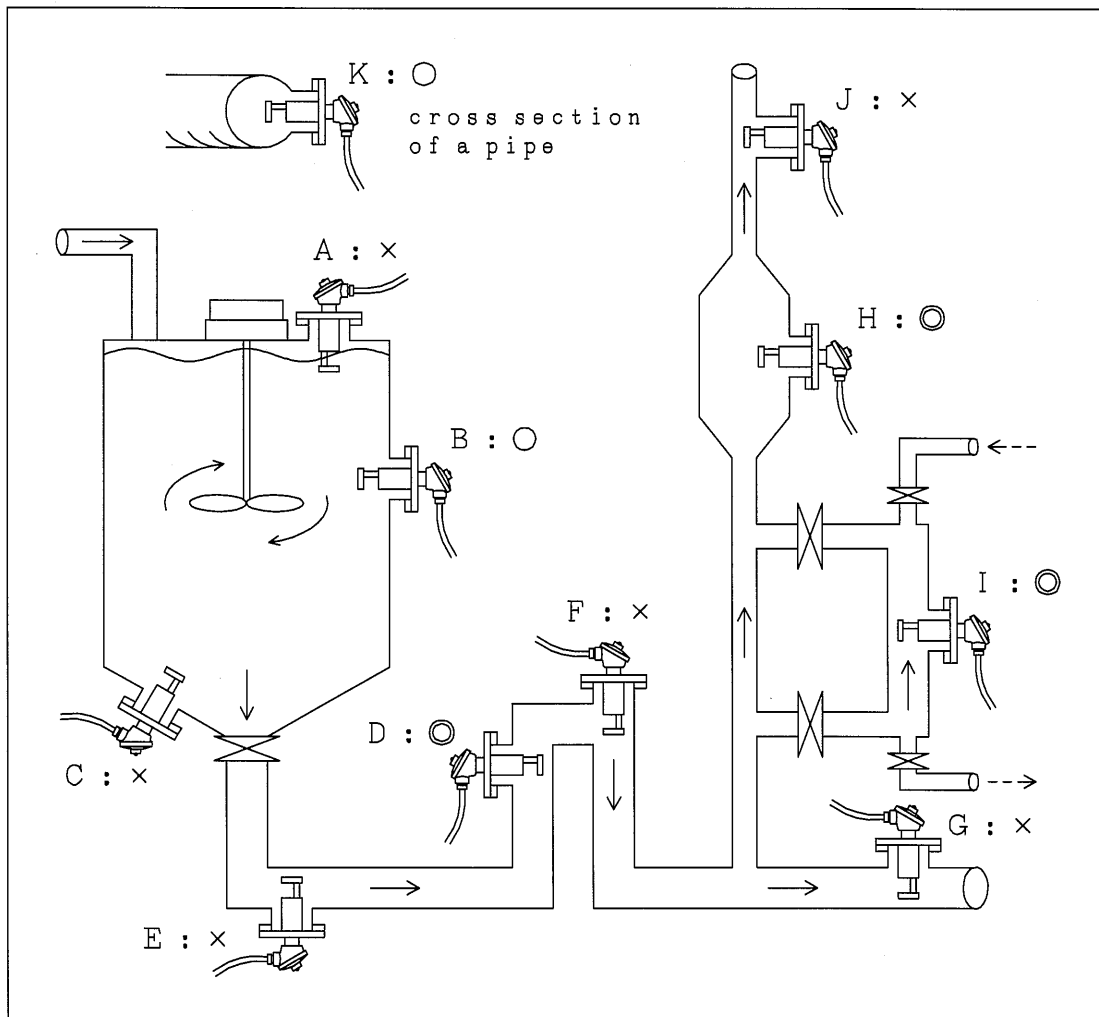 K : ○
cross section
of a pipe
J : ×
A : ×
H : ◎
B : ○
I : ◎
F : ×
D : ◎
C : ×
G : ×
E : ×